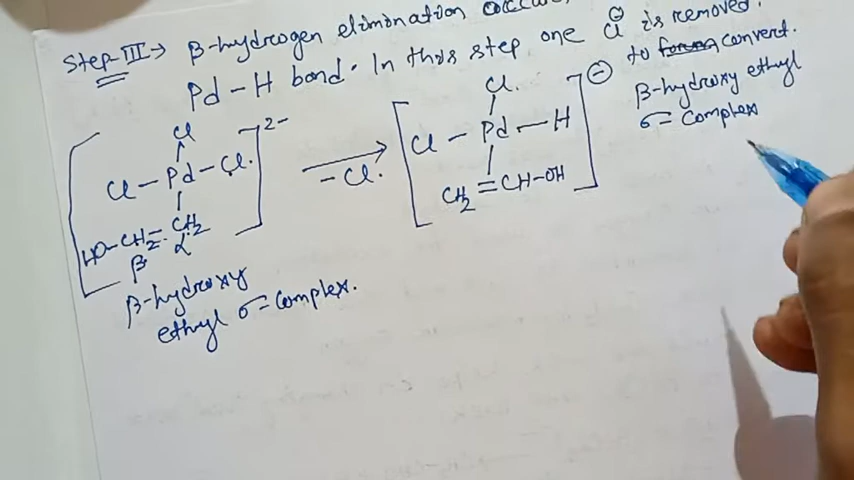 Step-III → β-hydrogen elimination occurs
Pd-H bond. In this step one Cl⊖ is removed.
to convert.
β-hydroxy ethyl
σ-complex
[Cl-Pd(-Cl)-Cl. HO-CH2=CH2]2-
β α
-Cl.
[Cl-Pd(-Cl.)-H CH2=CH-OH]⊖
β-hydroxy
ethyl σ-complex.